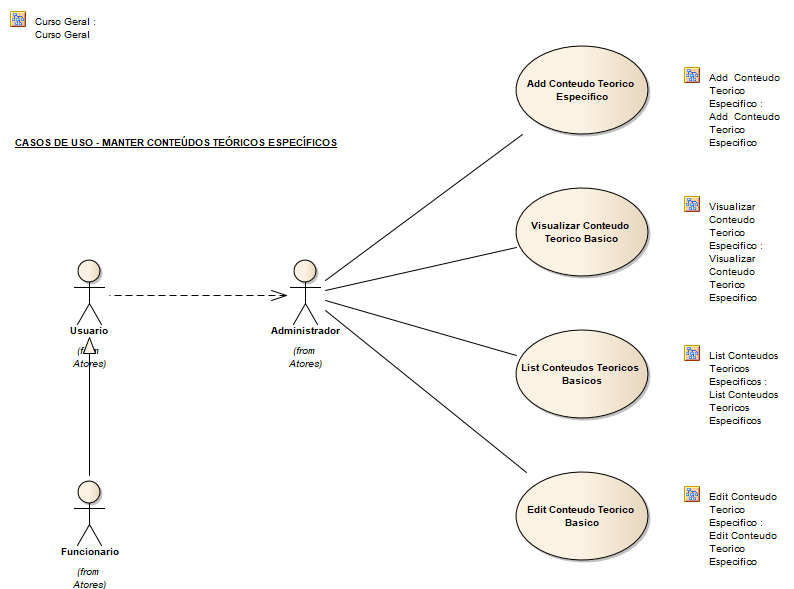 Curso Geral :
Curso Geral
CASOS DE USO - MANTER CONTEÚDOS TEÓRICOS ESPECÍFICOS
Add Conteudo Teorico
Especifico
Add Conteudo
Teorico
Especifico :
Add Conteudo
Teorico
Especifico
Visualizar Conteudo
Teorico Basico
Visualizar
Conteudo
Teorico
Especifico :
Visualizar
Conteudo
Teorico
Especifico
Usuario
(from
Atores)
Administrador
(from
Atores)
List Conteudos Teoricos
Basicos
List Conteudos
Teoricos
Especificos :
List Conteudos
Teoricos
Especificos
Edit Conteudo Teorico
Basico
Edit Conteudo
Teorico
Especifico :
Edit Conteudo
Teorico
Especifico
Funcionario
(from
Atores)